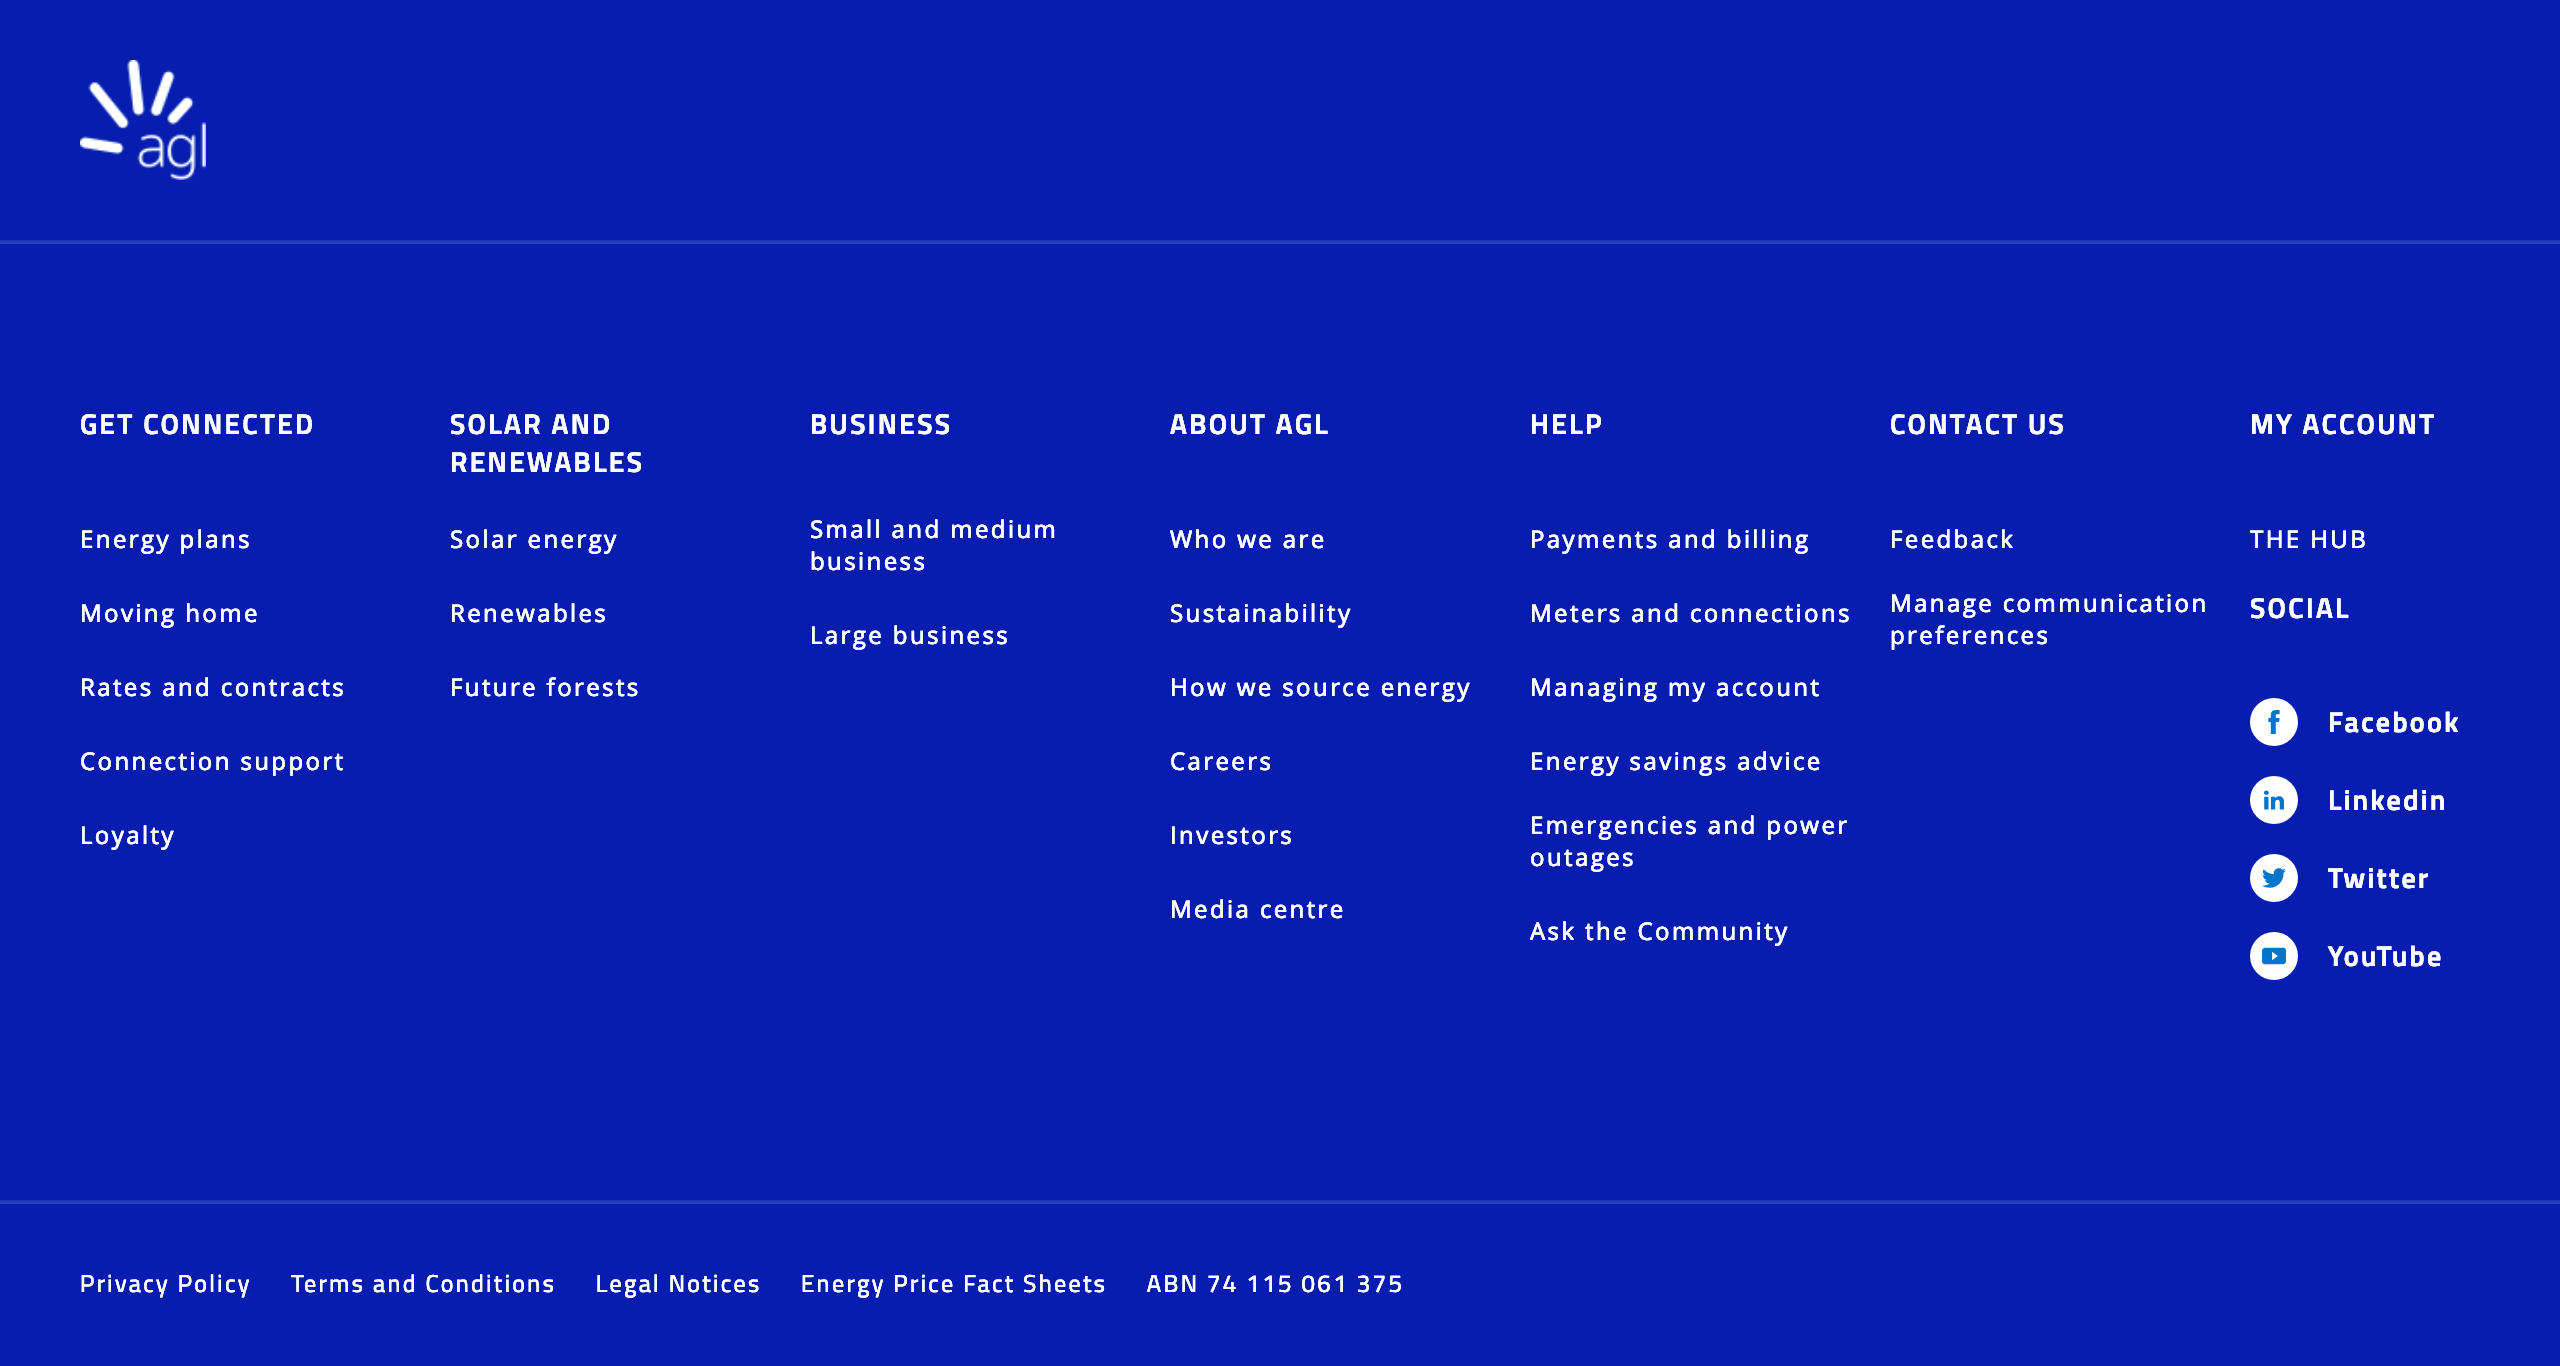 agl
GET CONNECTED
Energy plans
Moving home
Rates and contracts
Connection support
Loyalty
SOLAR AND
RENEWABLES
Solar energy
Renewables
Future forests
BUSINESS
Small and medium
business
Large business
ABOUT AGL
Who we are
Sustainability
How we source energy
Careers
Investors
Media centre
HELP
Payments and billing
Meters and connections
Managing my account
Energy savings advice
Emergencies and power
outages
Ask the Community
CONTACT US
Feedback
Manage communication
preferences
MY ACCOUNT
THE HUB
SOCIAL
f Facebook
in Linkedin
Twitter
YouTube
Privacy Policy Terms and Conditions Legal Notices Energy Price Fact Sheets ABN 74 115 061 375